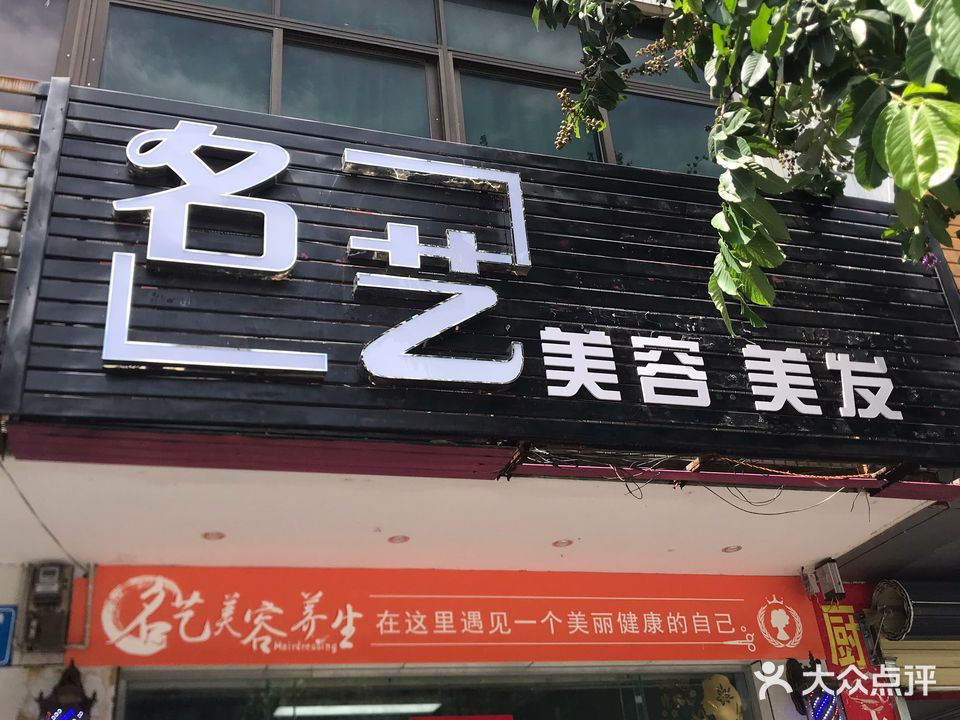 名艺 美容 美发
名艺美容养生 在这里遇见一个美丽健康的自己。
Hairdressing
厨
大众点评